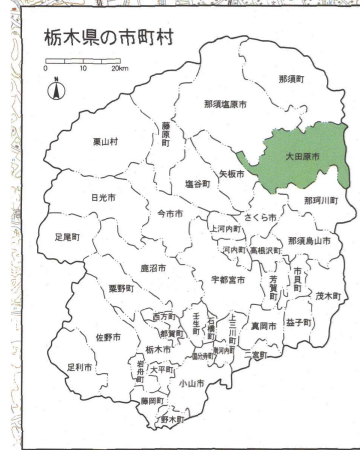 栃木県の市町村
0 10 20km
N
那須町
那須塩原市
藤原町
栗山村
大田原市
塩谷町
矢板市
日光市
今市市
さくら市
那珂川町
上河内町
足尾町
河内町
高根沢町
那須烏山市
鹿沼市
宇都宮市
芳賀町
市貝町
粟野町
茂木町
西方町
壬生町
石橋町
上三川町
真岡市
益子町
都賀町
佐野市
栃木市
国分寺町
南河内町
二宮町
岩舟町
大平町
足利市
小山市
藤岡町
野木町